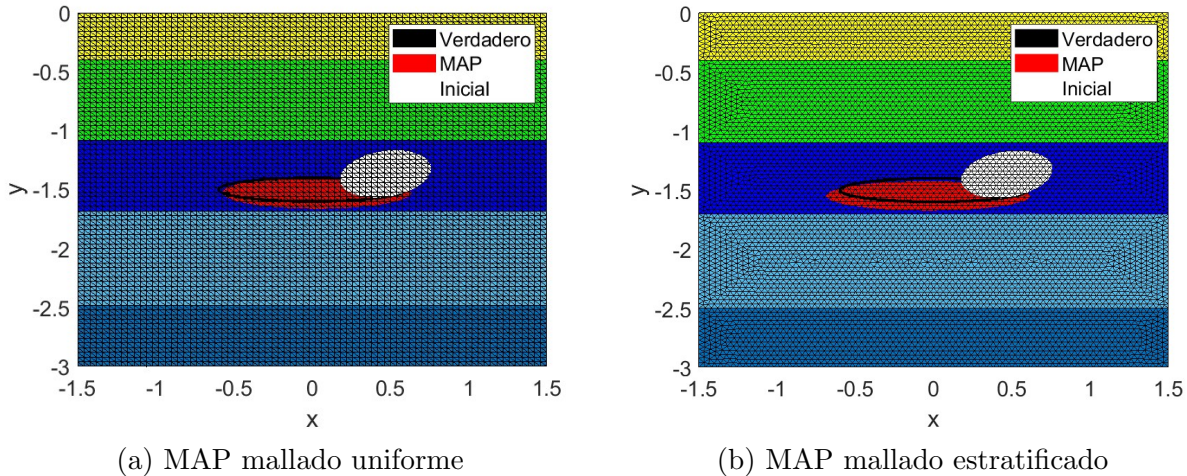 0
-0.5
-1
-1.5
-2
-2.5
-3
y
-1.5 -1 -0.5 0 0.5 1 1.5
x
Verdadero
MAP
Inicial
(a) MAP mallado uniforme
0
-0.5
-1
-1.5
-2
-2.5
-3
y
-1.5 -1 -0.5 0 0.5 1 1.5
x
Verdadero
MAP
Inicial
(b) MAP mallado estratificado